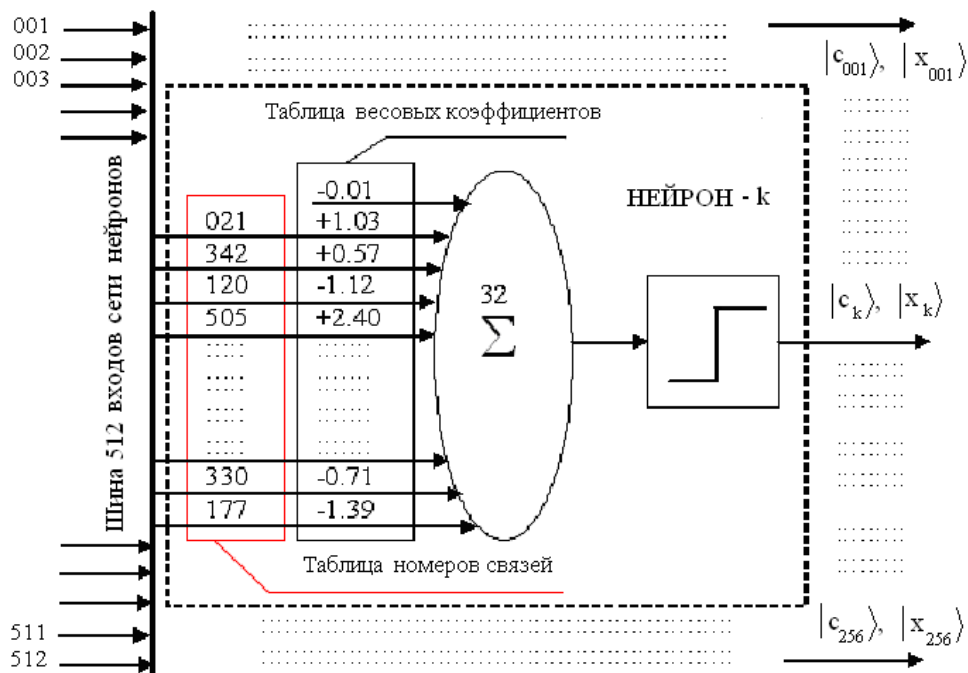 001
002
003
|c001⟩, |x001⟩
Таблица весовых коэффициентов
НЕЙРОН - k
Шина 512 входов сети нейронов
-0.01
021 +1.03
342 +0.57
120 -1.12
505 +2.40
32
Σ
|ck⟩, |xk⟩
330 -0.71
177 -1.39
Таблица номеров связей
511
512
|c256⟩, |x256⟩